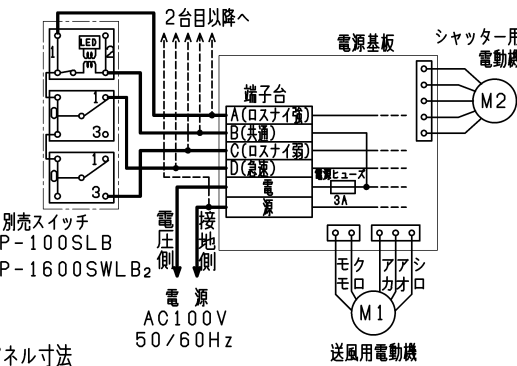 2台目以降へ
シャッター用
電動機
電源基板
M2
LED
1
2
端子台
A(ロスナイ強)
B(共通)
C(ロスナイ弱)
D(急速)
電
源
電源ヒューズ
3A
0
1
3
0
1
3
別売スイッチ
P-100SLB
P-1600SWLB2
電圧側
接地側
電 源
AC100V
50/60Hz
モモ
クロ
アカ
アオ
シロ
M1
送風用電動機
ネル寸法